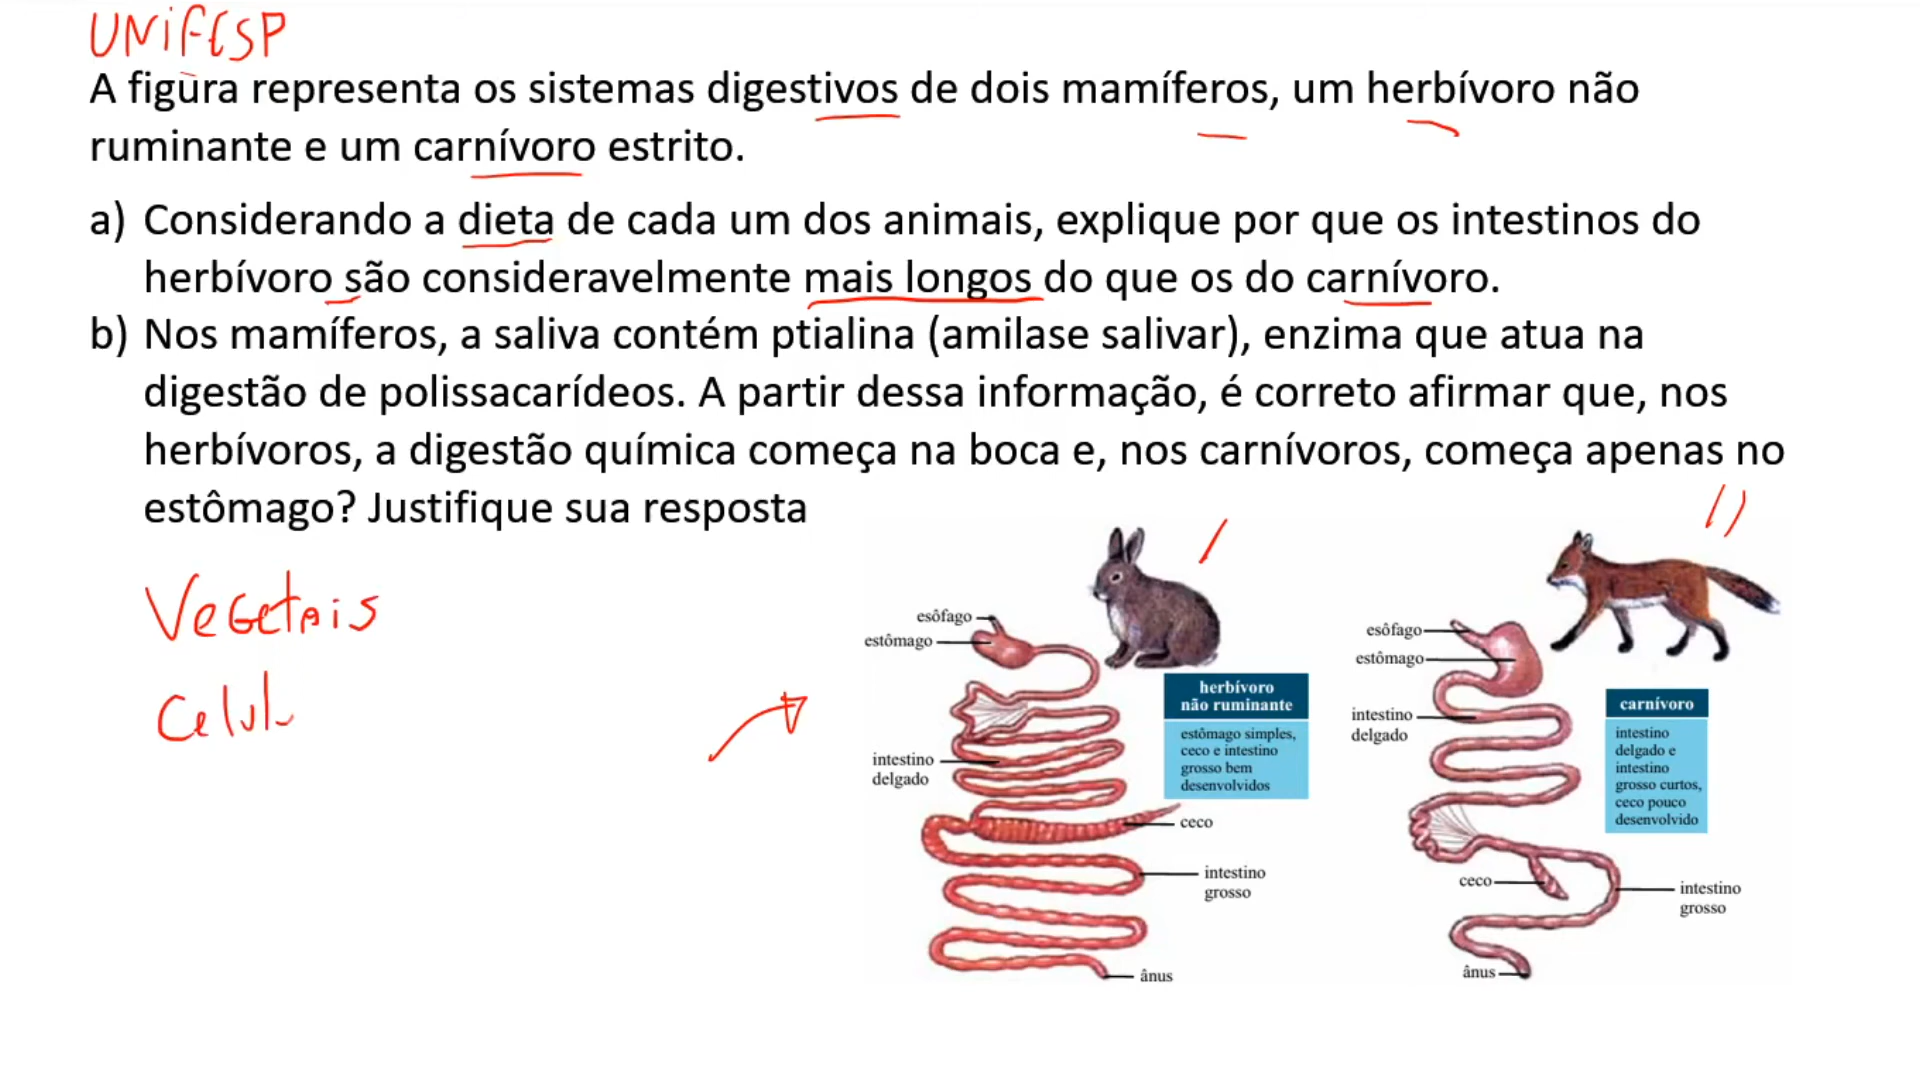 UNIFESP
A figura representa os sistemas digestivos de dois mamíferos, um herbívoro não
ruminante e um carnívoro estrito.
a) Considerando a dieta de cada um dos animais, explique por que os intestinos do
herbívoro são consideravelmente mais longos do que os do carnívoro.
b) Nos mamíferos, a saliva contém ptialina (amilase salivar), enzima que atua na
digestão de polissacarídeos. A partir dessa informação, é correto afirmar que, nos
herbívoros, a digestão química começa na boca e, nos carnívoros, começa apenas no
estômago? Justifique sua resposta
Vegetais
Celul
esôfago
estômago
intestino
delgado
herbívoro
não ruminante
estômago simples,
ceco e intestino
grosso bem
desenvolvidos
ceco
intestino
grosso
ânus
esôfago
estômago
intestino
delgado
carnívoro
intestino
delgado e
intestino
grosso curtos,
ceco pouco
desenvolvido
ceco
intestino
grosso
ânus